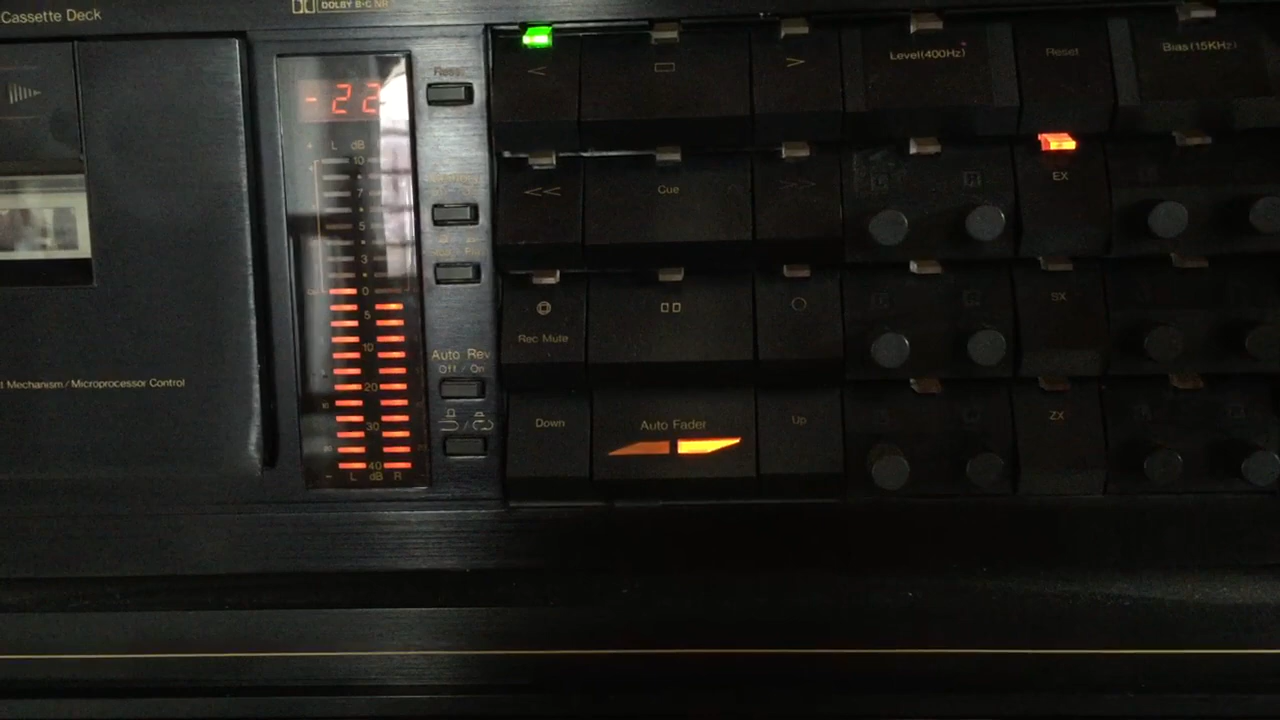 Cassette Deck
DOLBY B·C NR
-22
Reset
Level(400Hz)
Reset
Bias(15KHz)
<
>
+ L dB
10
7
5
3
0
5
10
20
30
40
- L dB R
<<
Cue
>>
R
EX
Rec Mute
SX
Auto Rev
Off / On
l Mechanism/Microprocessor Control
Down
Auto Fader
Up
ZX